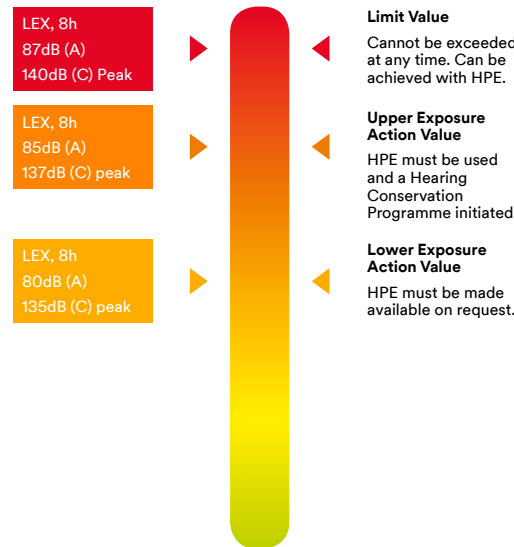 LEX, 8h
87dB (A)
140dB (C) Peak
Limit Value
Cannot be exceeded
at any time. Can be
achieved with HPE.
LEX, 8h
85dB (A)
137dB (C) peak
Upper Exposure
Action Value
HPE must be used
and a Hearing
Conservation
Programme initiated
LEX, 8h
80dB (A)
135dB (C) peak
Lower Exposure
Action Value
HPE must be made
available on request.